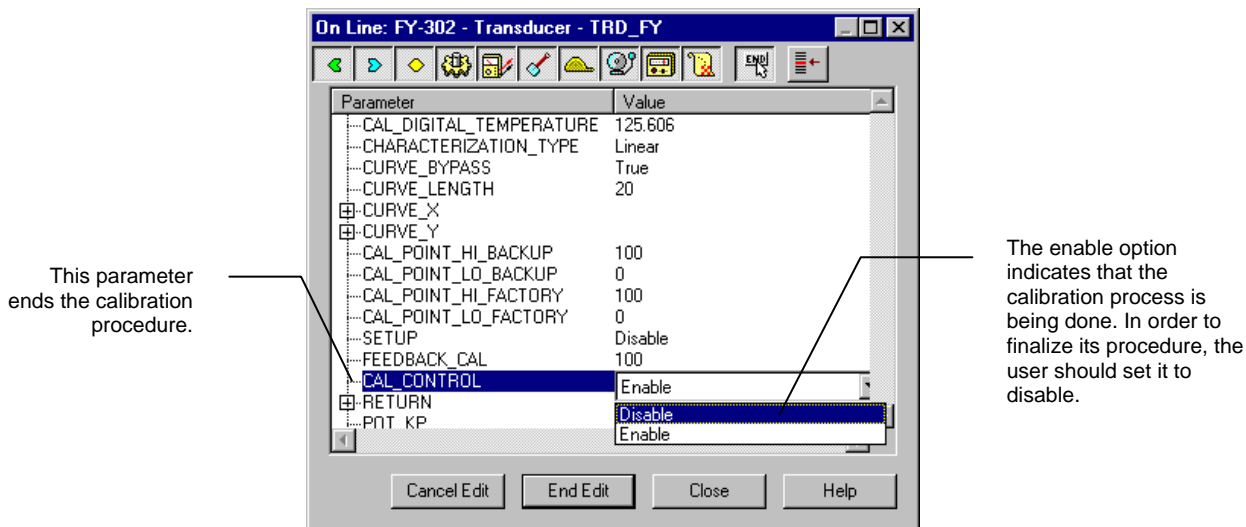 On Line: FY-302 - Transducer - TRD_FY
END
Parameter Value
CAL_DIGITAL_TEMPERATURE 125.606
CHARACTERIZATION_TYPE Linear
CURVE_BYPASS True
CURVE_LENGTH 20
CURVE_X
CURVE_Y
CAL_POINT_HI_BACKUP 100
CAL_POINT_LO_BACKUP 0
CAL_POINT_HI_FACTORY 100
CAL_POINT_LO_FACTORY 0
SETUP Disable
FEEDBACK_CAL 100
CAL_CONTROL Enable
RETURN
Disable
POT_KP
Enable
Cancel Edit End Edit Close Help
This parameter
ends the calibration
procedure.
The enable option
indicates that the
calibration process is
being done. In order to
finalize its procedure, the
user should set it to
disable.